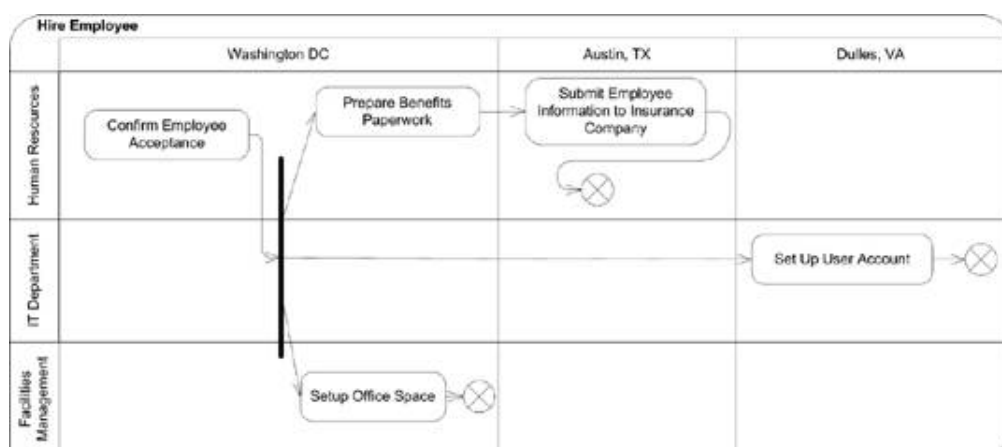 Hire Employee
Washington DC
Austin, TX
Dulles, VA
Human Resources
Confirm Employee
Acceptance
Prepare Benefits
Paperwork
Submit Employee
Information to Insurance
Company
IT Department
Set Up User Account
Facilities
Management
Setup Office Space